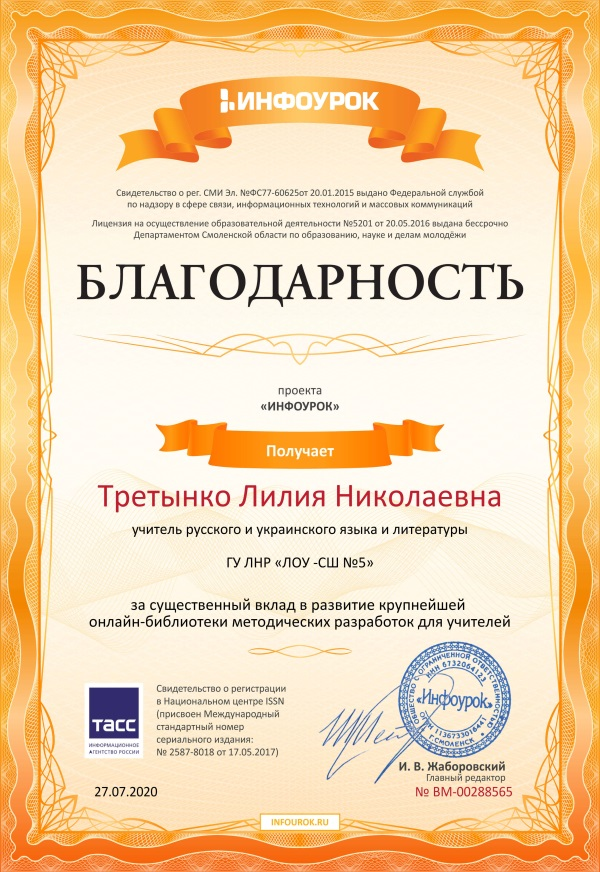 ИНФОУРОК
Свидетельство о рег. СМИ Эл. №ФС77-60625от 20.01.2015 выдано Федеральной службой
по надзору в сфере связи, информационных технологий и массовых коммуникаций
Лицензия на осуществление образовательной деятельности №5201 от 20.05.2016 выдана бессрочно
Департаментом Смоленской области по образованию, науке и делам молодёжи
БЛАГОДАРНОСТЬ
проекта
«ИНФОУРОК»
Получает
Третынко Лилия Николаевна
учитель русского и украинского языка и литературы
ГУ ЛНР «ЛОУ -СШ №5»
за существенный вклад в развитие крупнейшей
онлайн-библиотеки методических разработок для учителей
ТАСС
ИНФОРМАЦИОННОЕ
АГЕНТСТВО РОССИИ
Свидетельство о регистрации
в Национальном центре ISSN
(присвоен Международный
стандартный номер
сериального издания:
№ 2587-8018 от 17.05.2017)
ОБЩЕСТВО С ОГРАНИЧЕННОЙ ОТВЕТСТВЕННОСТЬЮ
ИНН 6732064123
«Инфоурок»
ОГРН 1136733016441
Г.СМОЛЕНСК
И. В. Жаборовский
Главный редактор
27.07.2020
№ ВМ-00288565
INFOUROK.RU